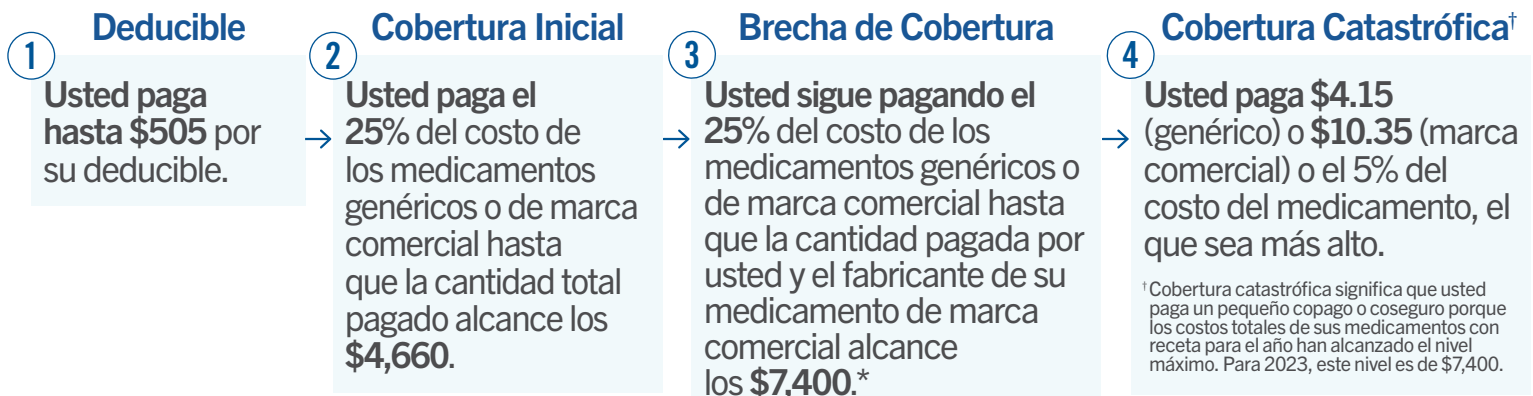 1
Deducible
Usted paga
hasta $505 por
su deducible.
→
2
Cobertura Inicial
Usted paga el
25% del costo de
los medicamentos
genéricos o de marca
comercial hasta
que la cantidad total
pagado alcance los
$4,660.
→
3
Brecha de Cobertura
Usted sigue pagando el
25% del costo de los
medicamentos genéricos o
de marca comercial hasta
que la cantidad pagada por
usted y el fabricante de su
medicamento de marca
comercial alcance
los $7,400.*
→
4
Cobertura Catastrófica†
Usted paga $4.15
(genérico) o $10.35 (marca
comercial) o el 5% del
costo del medicamento, el
que sea más alto.
†Cobertura catastrófica significa que usted
paga un pequeño copago o coseguro porque
los costos totales de sus medicamentos con
receta para el año han alcanzado el nivel
máximo. Para 2023, este nivel es de $7,400.